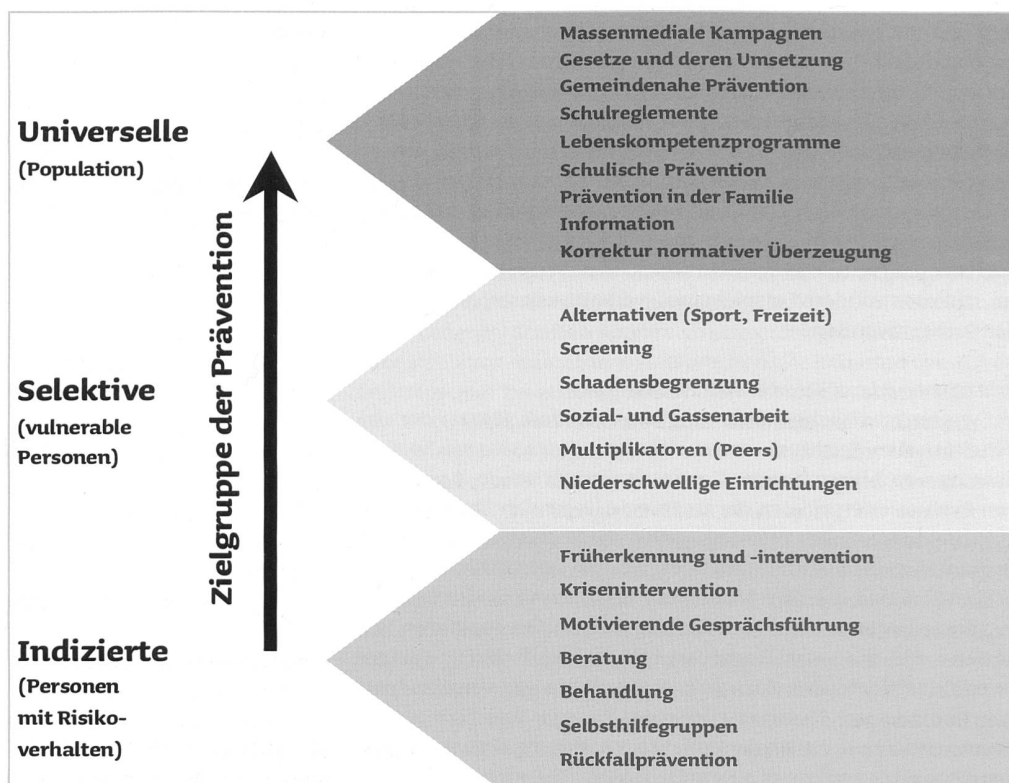 Universelle
(Population)
Massenmediale Kampagnen
Gesetze und deren Umsetzung
Gemeindenahe Prävention
Schulreglemente
Lebenskompetenzprogramme
Schulische Prävention
Prävention in der Familie
Information
Korrektur normativer Überzeugung
Zielgruppe der Prävention
Selektive
(vulnerable
Personen)
Alternativen (Sport, Freizeit)
Screening
Schadensbegrenzung
Sozial- und Gassenarbeit
Multiplikatoren (Peers)
Niederschwellige Einrichtungen
Indizierte
(Personen
mit Risiko-
verhalten)
Früherkennung und -intervention
Krisenintervention
Motivierende Gesprächsführung
Beratung
Behandlung
Selbsthilfegruppen
Rückfallprävention